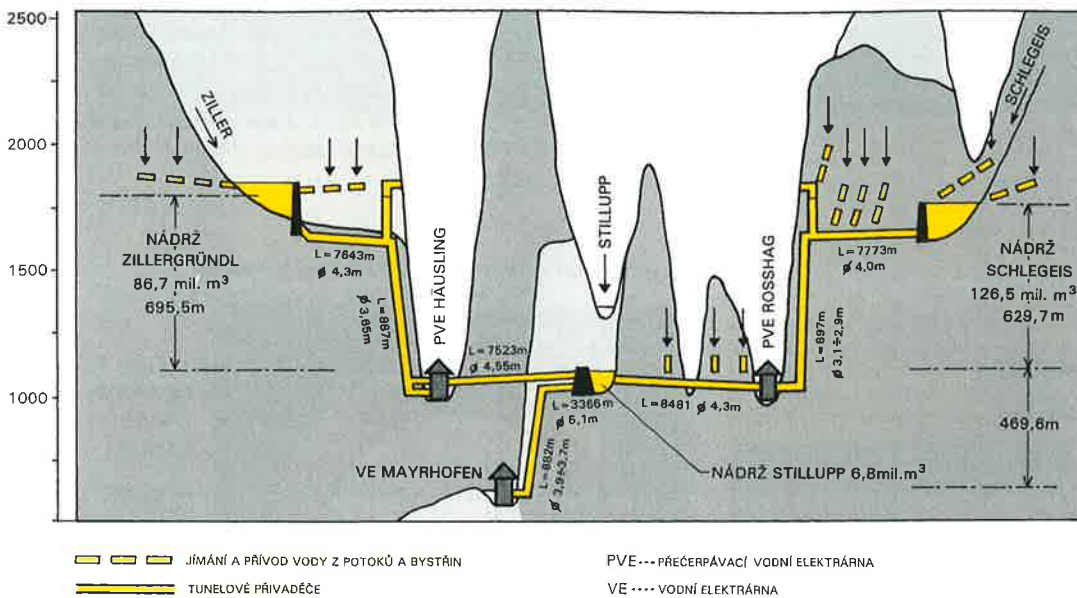 2500
2000
1500
1000
ZILLER
SCHLEGEIS
NÁDRŽ
ZILLERGRÜNDL
86,7 mil. m³
695,5m
L=7643m
ø 4,3m
L=867m
ø 3,65m
PVE HÄUSLING
L=7523m
ø 4,55m
STILLUPP
L=3366m
ø 5,1m
L=882m
ø 3,9÷3,7m
VE MAYRHOFEN
L=8481 ø 4,3m
PVE ROSSHAG
L=897m
ø 3,1÷2,9m
L=7773m
ø 4,0m
NÁDRŽ
SCHLEGEIS
126,5 mil. m³
629,7m
469,6m
NÁDRŽ STILLUPP 6,8mil.m³
JÍMÁNÍ A PŘÍVOD VODY Z POTOKŮ A BYSTŘIN
TUNELOVÉ PŘIVADĚČE
PVE···PŘEČERPÁVACÍ VODNÍ ELEKTRÁRNA
VE ····VODNÍ ELEKTRÁRNA